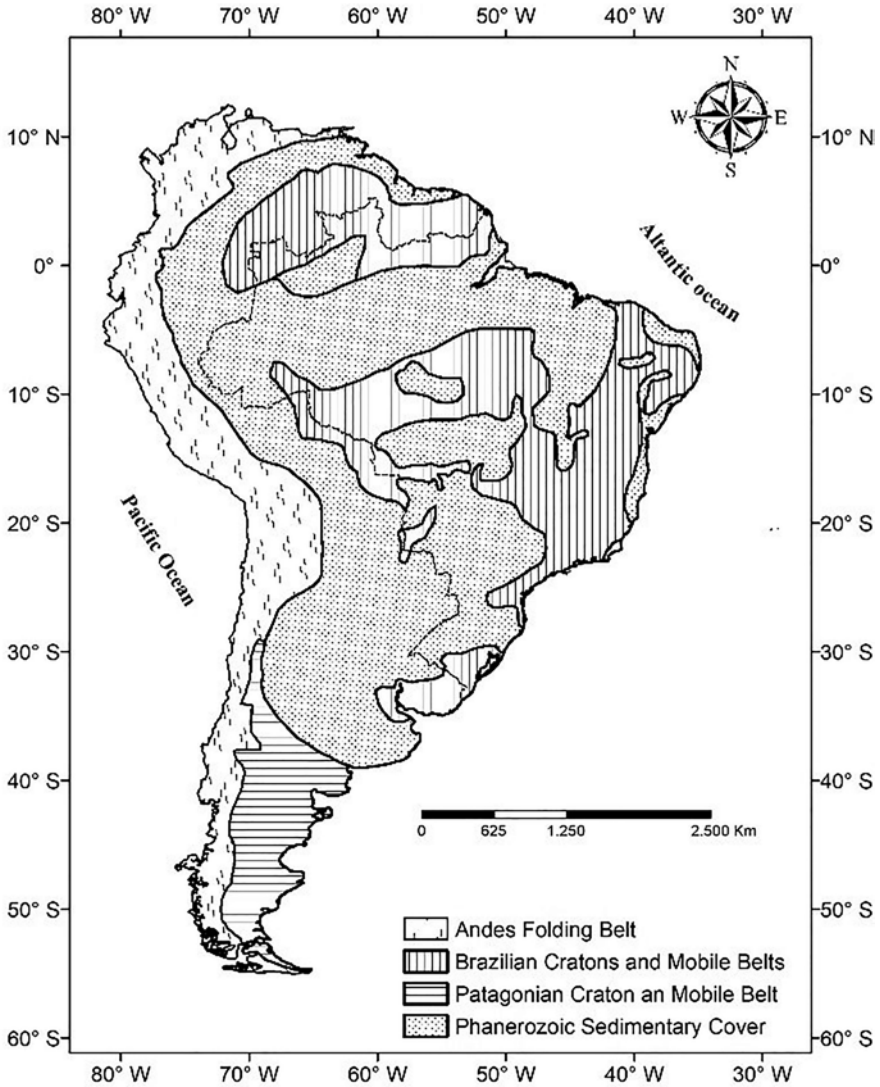 80° W 70° W 60° W 50° W 40° W 30° W
N
W E
S
10° N 10° N
Altantic ocean
0° 0°
10° S 10° S
Pacific Ocean
20° S 20° S
30° S 30° S
40° S 40° S
0 625 1.250 2.500 Km
50° S 50° S
Andes Folding Belt
Brazilian Cratons and Mobile Belts
Patagonian Craton an Mobile Belt
Phanerozoic Sedimentary Cover
60° S 60° S
80° W 70° W 60° W 50° W 40° W 30° W